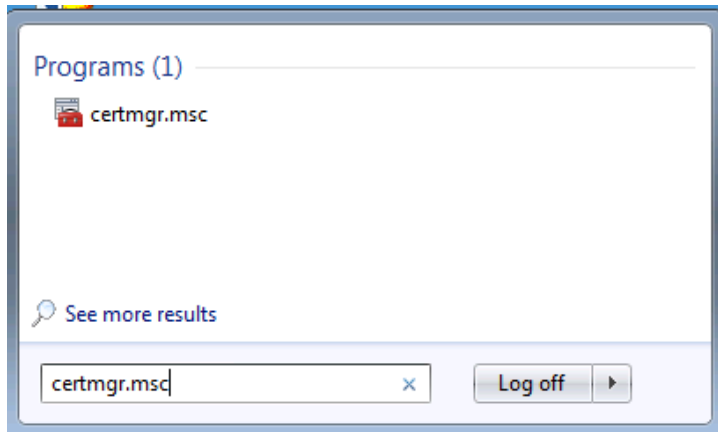 Programs (1)
certmgr.msc
See more results
certmgr.msc
Log off